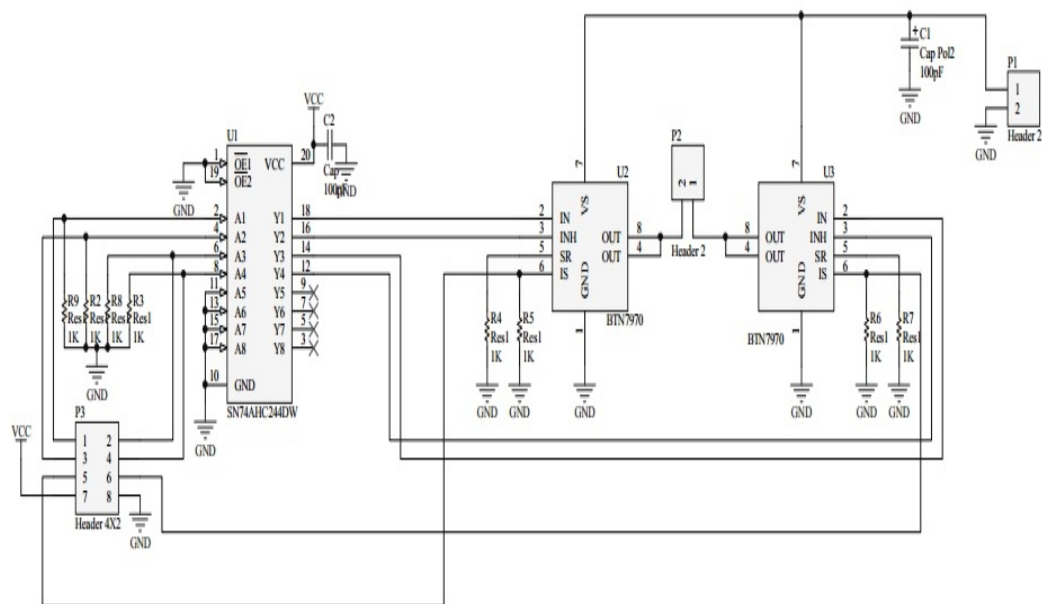 C1
Cap Pol2
100pF
GND
P1
1
2
GND
Header 2
VCC
C2
Cap
100pF
GND
U1
1
19
OE1
OE2
VCC
20
GND
2
4
6
8
11
13
15
17
10
A1
A2
A3
A4
A5
A6
A7
A8
GND
Y1
Y2
Y3
Y4
Y5
Y6
Y7
Y8
18
16
14
12
9
7
5
3
SN74AHC244DW
GND
R9
Res1
1K
R2
Res1
1K
R8
Res1
1K
R3
Res1
1K
GND
P3
VCC
1
2
3
4
5
6
7
8
Header 4X2
GND
P2
2
1
Header 2
U2
7
VS
2
3
5
6
IN
INH
SR
IS
OUT
OUT
8
4
GND
1
BTN7970
GND
R4
Res1
1K
GND
R5
Res1
1K
GND
U3
7
VS
8
4
OUT
OUT
IN
INH
SR
IS
2
3
5
6
GND
1
BTN7970
GND
R6
Res1
1K
GND
R7
Res1
1K
GND